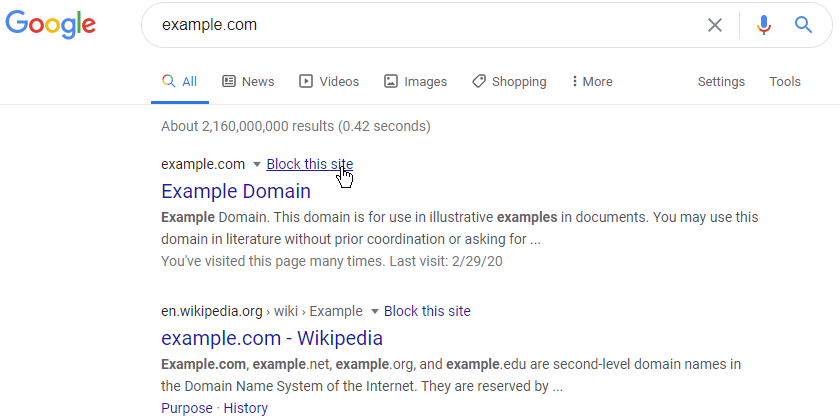 Google
example.com
All News Videos Images Shopping More Settings Tools
About 2,160,000,000 results (0.42 seconds)
example.com Block this site
Example Domain
Example Domain. This domain is for use in illustrative examples in documents. You may use this
domain in literature without prior coordination or asking for ...
You've visited this page many times. Last visit: 2/29/20
en.wikipedia.org › wiki › Example Block this site
example.com - Wikipedia
Example.com, example.net, example.org, and example.edu are second-level domain names in
the Domain Name System of the Internet. They are reserved by ...
Purpose · History